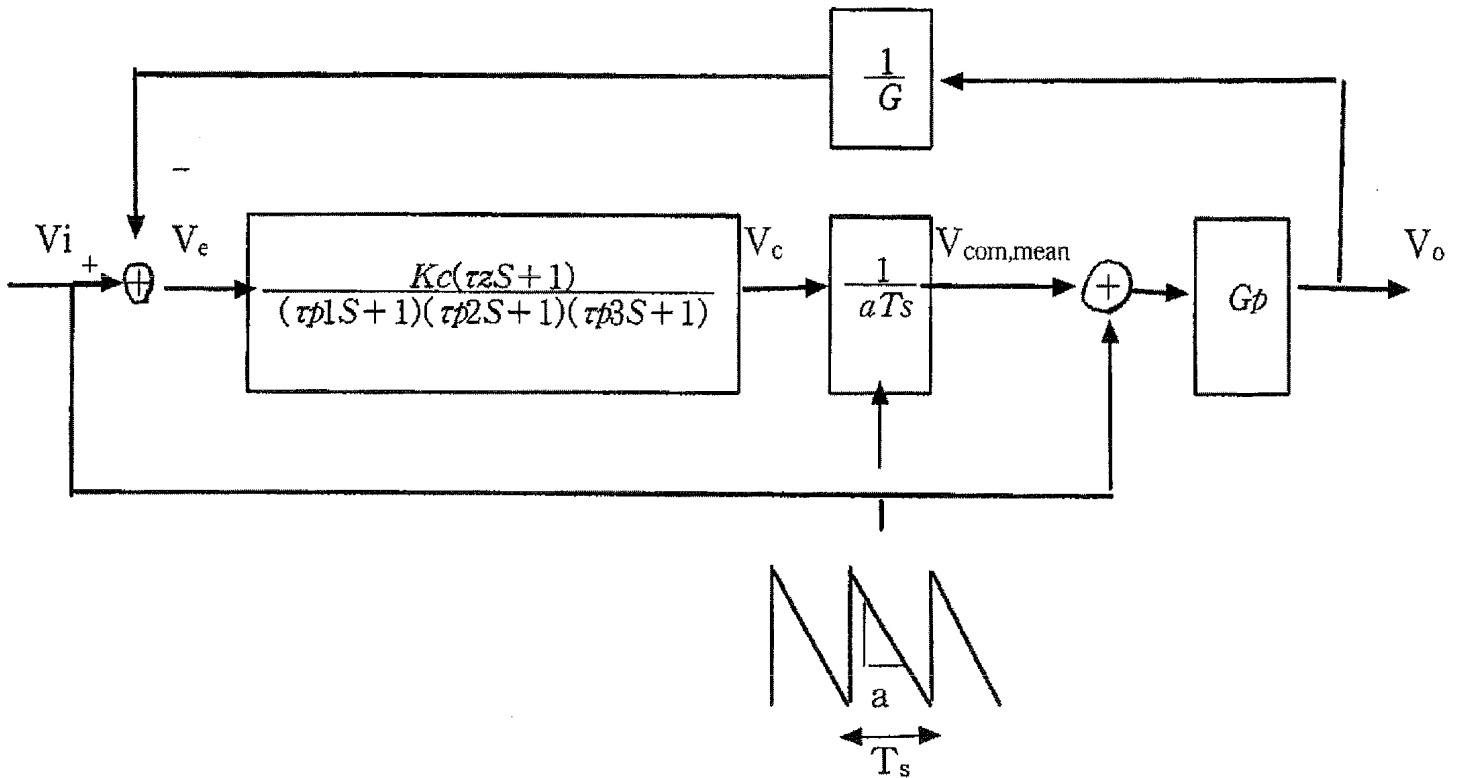 1
G
−
Vi
+
Ve
Kc(τzS+1)
(τp1S+1)(τp2S+1)(τp3S+1)
Vc
1
aTs
Vcom,mean
+
+
Gp
Vo
a
Ts